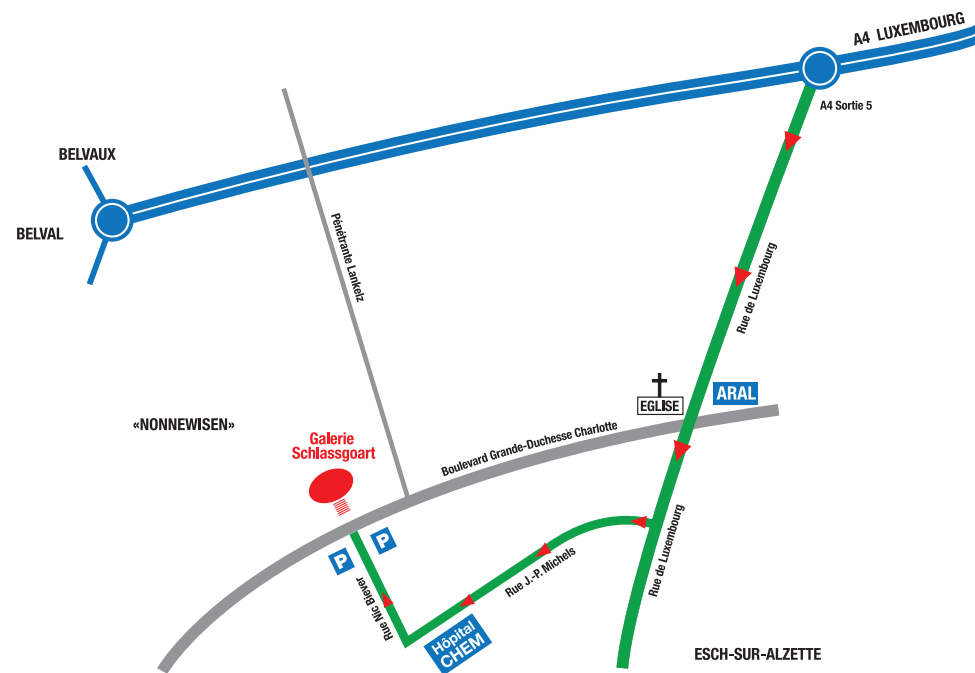 A4 LUXEMBOURG
A4 Sortie 5
BELVAUX
BELVAL
Pénétrante Lankelz
Rue de Luxembourg
ARAL
EGLISE
«NONNEWISEN»
Galerie
Schlassgoart
Boulevard Grande-Duchesse Charlotte
P
P
Rue Nic Biever
Rue J.-P. Michels
Rue de Luxembourg
Hôpital
CHEM
ESCH-SUR-ALZETTE